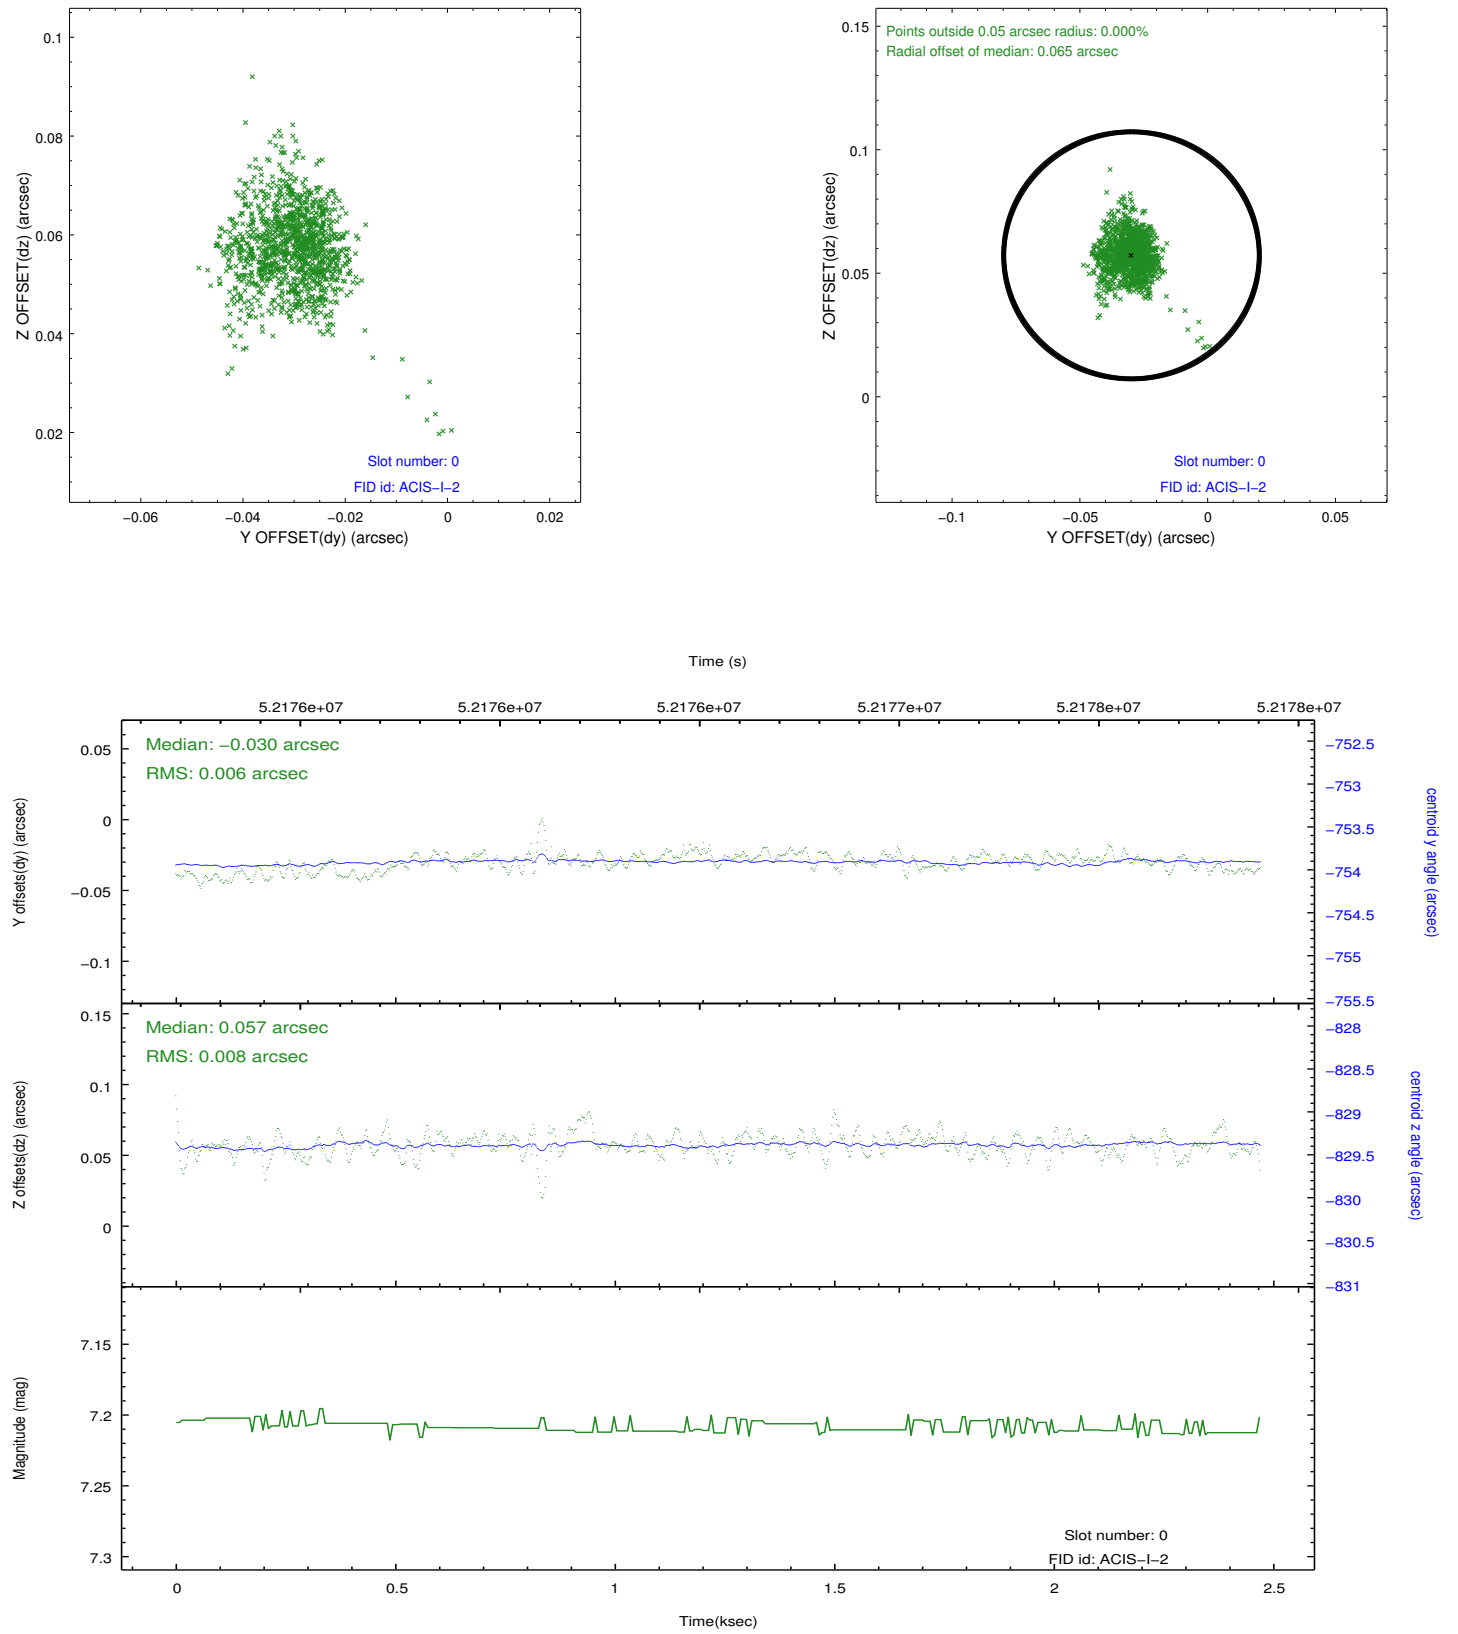 0.1
0.08
0.06
0.04
0.02
Z OFFSET(dz) (arcsec)
Slot number: 0
FID id: ACIS−I−2
−0.06 −0.04 −0.02 0 0.02
Y OFFSET(dy) (arcsec)
Points outside 0.05 arcsec radius: 0.000%
Radial offset of median: 0.065 arcsec
0.15
0.1
0.05
0
Z OFFSET(dz) (arcsec)
Slot number: 0
FID id: ACIS−I−2
−0.1 −0.05 0 0.05
Y OFFSET(dy) (arcsec)
Time (s)
5.2176e+07 5.2176e+07 5.2176e+07 5.2177e+07 5.2178e+07 5.2178e+07
Median: −0.030 arcsec
RMS: 0.006 arcsec
0.05
0
−0.05
−0.1
Y offsets(dy) (arcsec)
−752.5
−753
−753.5
−754
−754.5
−755
−755.5
centroid y angle (arcsec)
Median: 0.057 arcsec
RMS: 0.008 arcsec
0.15
0.1
0.05
0
Z offsets(dz) (arcsec)
−828
−828.5
−829
−829.5
−830
−830.5
−831
centroid z angle (arcsec)
7.15
7.2
7.25
7.3
Magnitude (mag)
Slot number: 0
FID id: ACIS−I−2
0 0.5 1 1.5 2 2.5
Time(ksec)